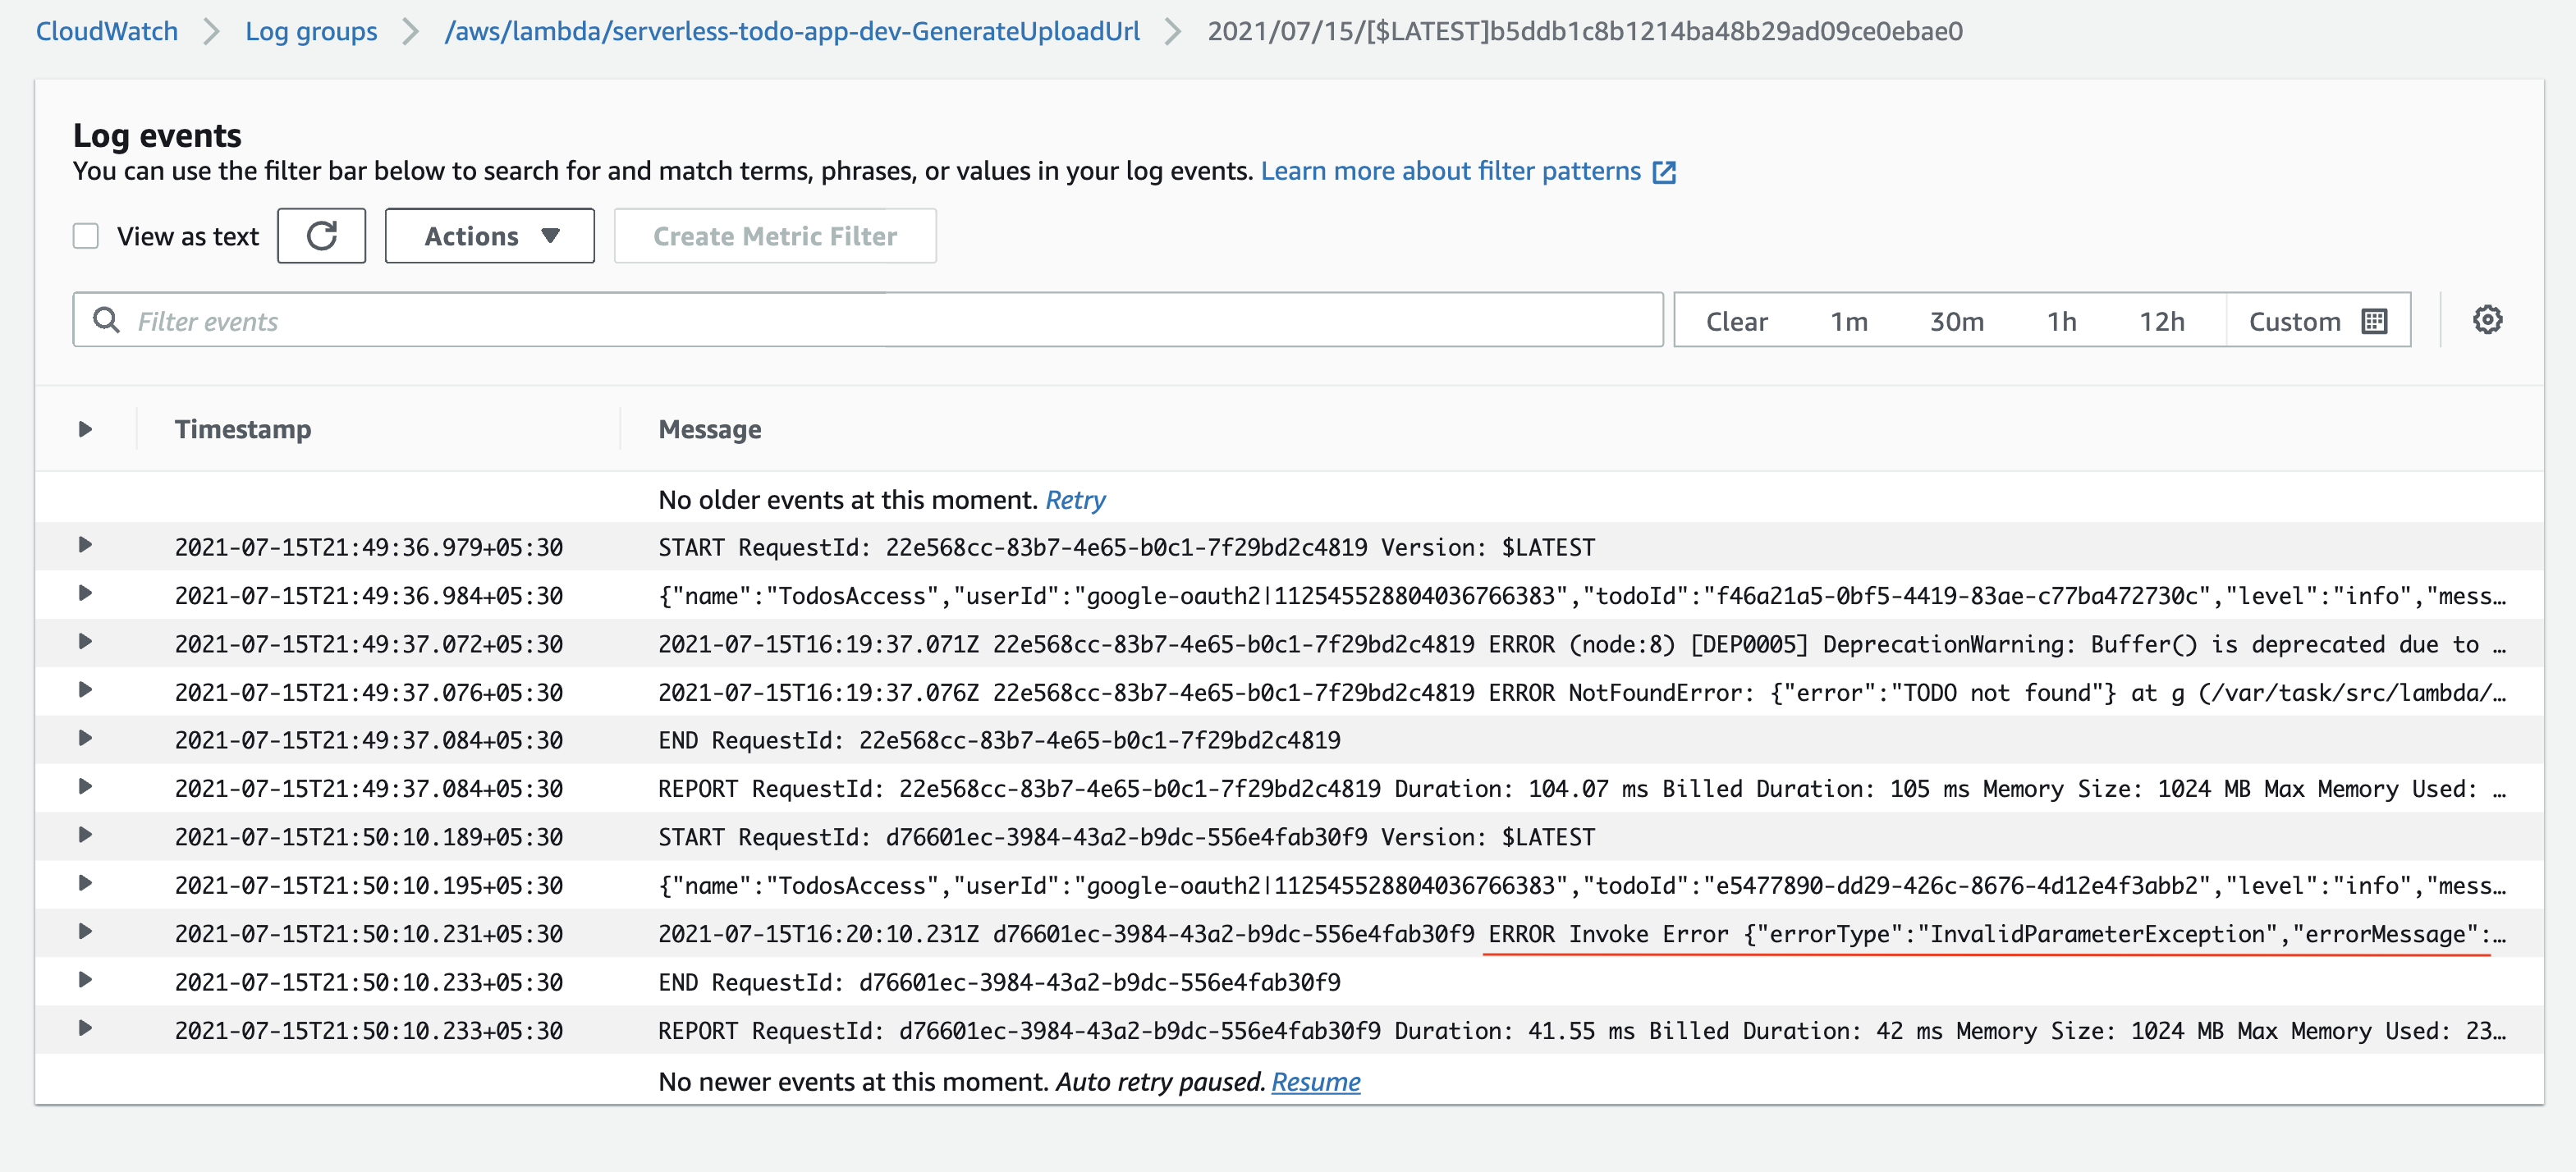 CloudWatch > Log groups > /aws/lambda/serverless-todo-app-dev-GenerateUploadUrl > 2021/07/15/[$LATEST]b5ddb1c8b1214ba48b29ad09ce0ebae0
Log events
You can use the filter bar below to search for and match terms, phrases, or values in your log events. Learn more about filter patterns
View as text Actions Create Metric Filter
Filter events Clear 1m 30m 1h 12h Custom
Timestamp Message
No older events at this moment. Retry
2021-07-15T21:49:36.979+05:30 START RequestId: 22e568cc-83b7-4e65-b0c1-7f29bd2c4819 Version: $LATEST
2021-07-15T21:49:36.984+05:30 {"name":"TodosAccess","userId":"google-oauth2|112545528804036766383","todoId":"f46a21a5-0bf5-4419-83ae-c77ba472730c","level":"info","mess…
2021-07-15T21:49:37.072+05:30 2021-07-15T16:19:37.071Z 22e568cc-83b7-4e65-b0c1-7f29bd2c4819 ERROR (node:8) [DEP0005] DeprecationWarning: Buffer() is deprecated due to …
2021-07-15T21:49:37.076+05:30 2021-07-15T16:19:37.076Z 22e568cc-83b7-4e65-b0c1-7f29bd2c4819 ERROR NotFoundError: {"error":"TODO not found"} at g (/var/task/src/lambda/…
2021-07-15T21:49:37.084+05:30 END RequestId: 22e568cc-83b7-4e65-b0c1-7f29bd2c4819
2021-07-15T21:49:37.084+05:30 REPORT RequestId: 22e568cc-83b7-4e65-b0c1-7f29bd2c4819 Duration: 104.07 ms Billed Duration: 105 ms Memory Size: 1024 MB Max Memory Used: …
2021-07-15T21:50:10.189+05:30 START RequestId: d76601ec-3984-43a2-b9dc-556e4fab30f9 Version: $LATEST
2021-07-15T21:50:10.195+05:30 {"name":"TodosAccess","userId":"google-oauth2|112545528804036766383","todoId":"e5477890-dd29-426c-8676-4d12e4f3abb2","level":"info","mess…
2021-07-15T21:50:10.231+05:30 2021-07-15T16:20:10.231Z d76601ec-3984-43a2-b9dc-556e4fab30f9 ERROR Invoke Error {"errorType":"InvalidParameterException","errorMessage":…
2021-07-15T21:50:10.233+05:30 END RequestId: d76601ec-3984-43a2-b9dc-556e4fab30f9
2021-07-15T21:50:10.233+05:30 REPORT RequestId: d76601ec-3984-43a2-b9dc-556e4fab30f9 Duration: 41.55 ms Billed Duration: 42 ms Memory Size: 1024 MB Max Memory Used: 23…
No newer events at this moment. Auto retry paused. Resume